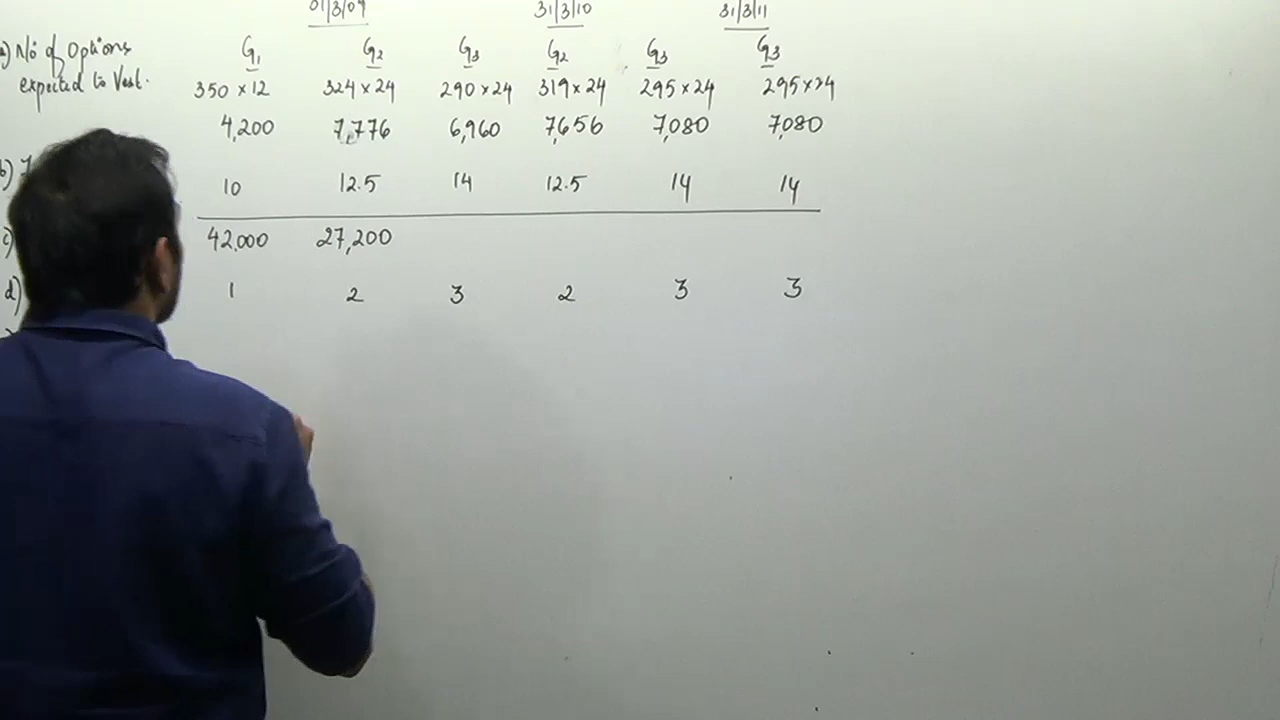 31/3/09 31/3/10 31/3/11
a) No of Options G1 G2 G3 G2 G3 G3
expected to Vest. 350 × 12 324 × 24 290 × 24 319 × 24 295 × 24 295 × 24
4,200 7,776 6,960 7,656 7,080 7,080
b) 10 12.5 14 12.5 14 14
c) 42,000 27,200
d) 1 2 3 2 3 3